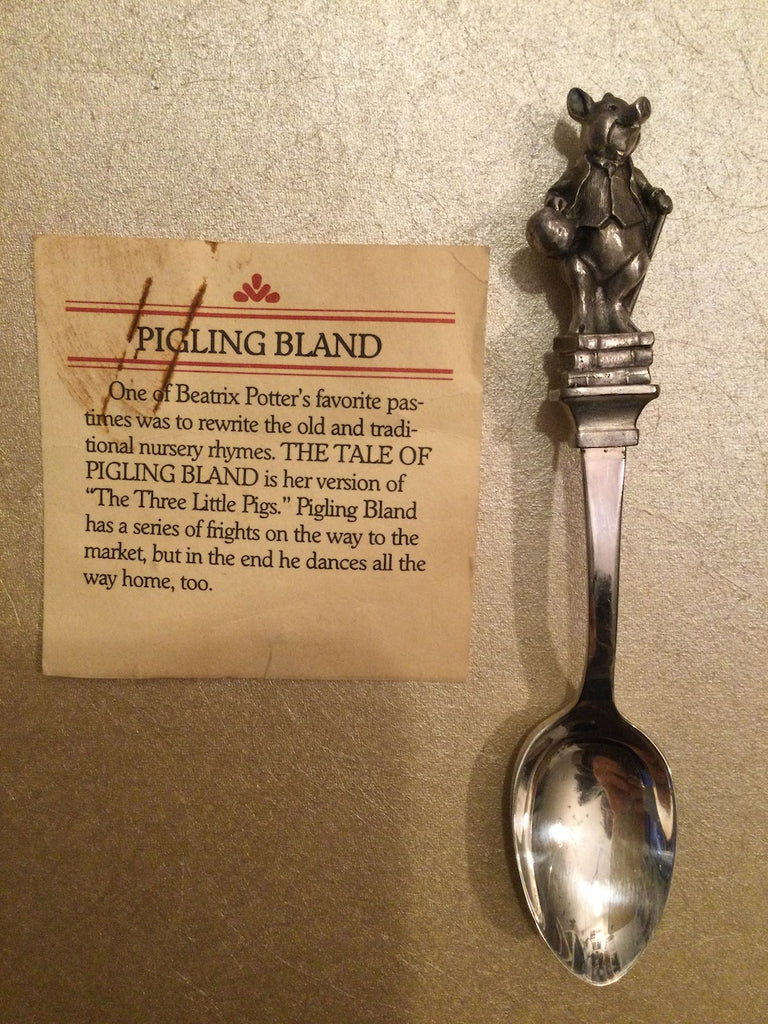 PIGLING BLAND
One of Beatrix Potter's favorite pas-
times was to rewrite the old and tradi-
tional nursery rhymes. THE TALE OF
PIGLING BLAND is her version of
“The Three Little Pigs.” Pigling Bland
has a series of frights on the way to the
market, but in the end he dances all the
way home, too.